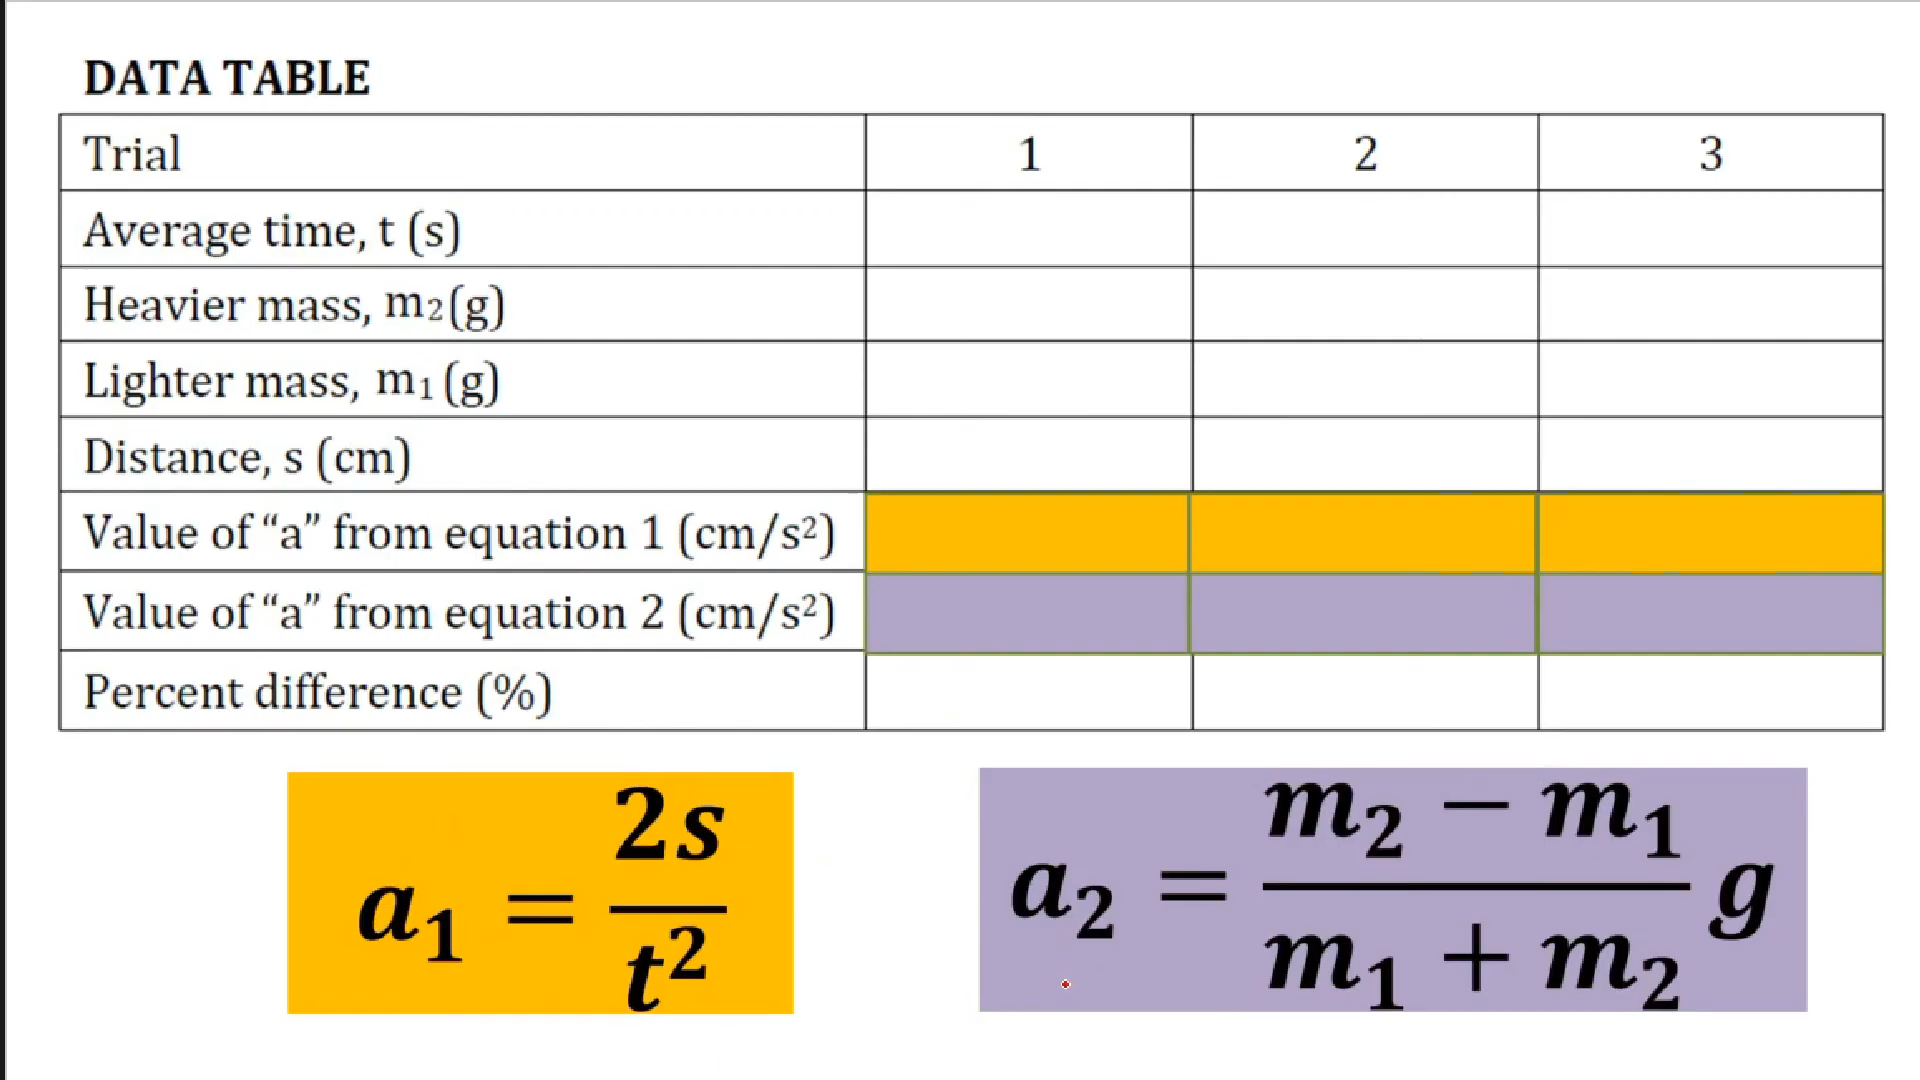 DATA TABLE
Trial 1 2 3
Average time, t (s)
Heavier mass, m₂(g)
Lighter mass, m₁(g)
Distance, s (cm)
Value of “a” from equation 1 (cm/s²)
Value of “a” from equation 2 (cm/s²)
Percent difference (%)
a₁ = 2s / t²
a₂ = m₂ − m₁ / m₁ + m₂ g